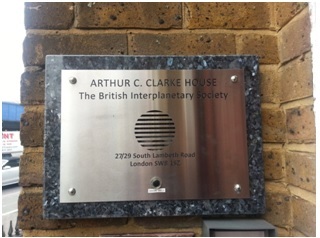 ARTHUR C. CLARKE HOUSE
The British Interplanetary Society
27/29 South Lambeth Road
London SW8 1SZ